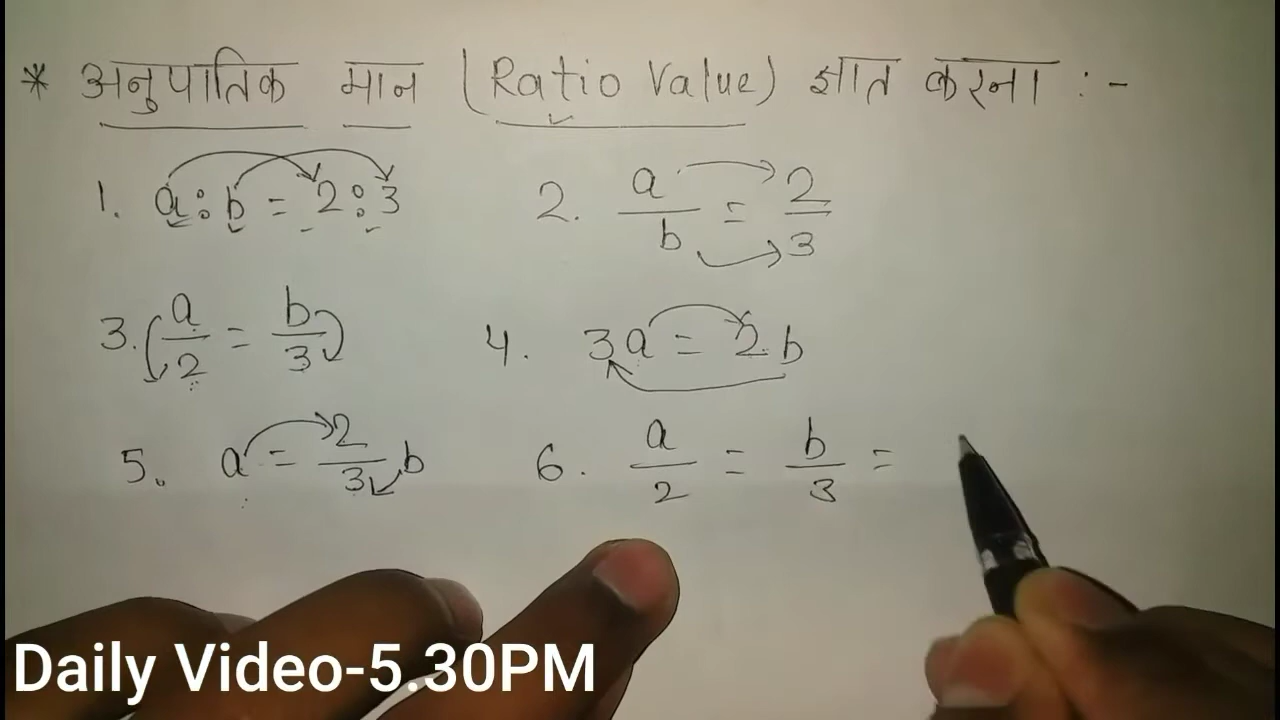 * अनुपातिक मान (Ratio Value) ज्ञात करना :-
1. a:b = 2:3
2. a/b = 2/3
3. a/2 = b/3
4. 3a = 2b
5. a = 2/3 b
6. a/2 = b/3 =
Daily Video-5.30PM